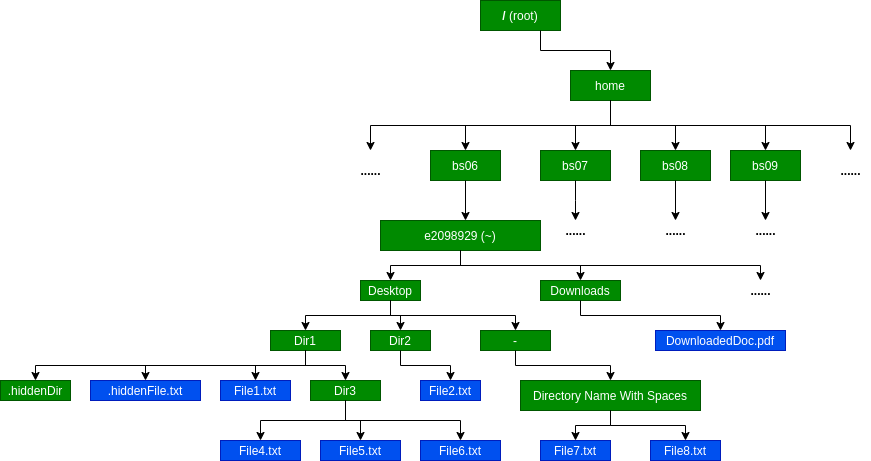 / (root)
home
......
bs06
bs07
bs08
bs09
......
e2098929 (~)
......
......
......
Desktop
Downloads
......
Dir1
Dir2
-
DownloadedDoc.pdf
.hiddenDir
.hiddenFile.txt
File1.txt
Dir3
File2.txt
Directory Name With Spaces
File4.txt
File5.txt
File6.txt
File7.txt
File8.txt